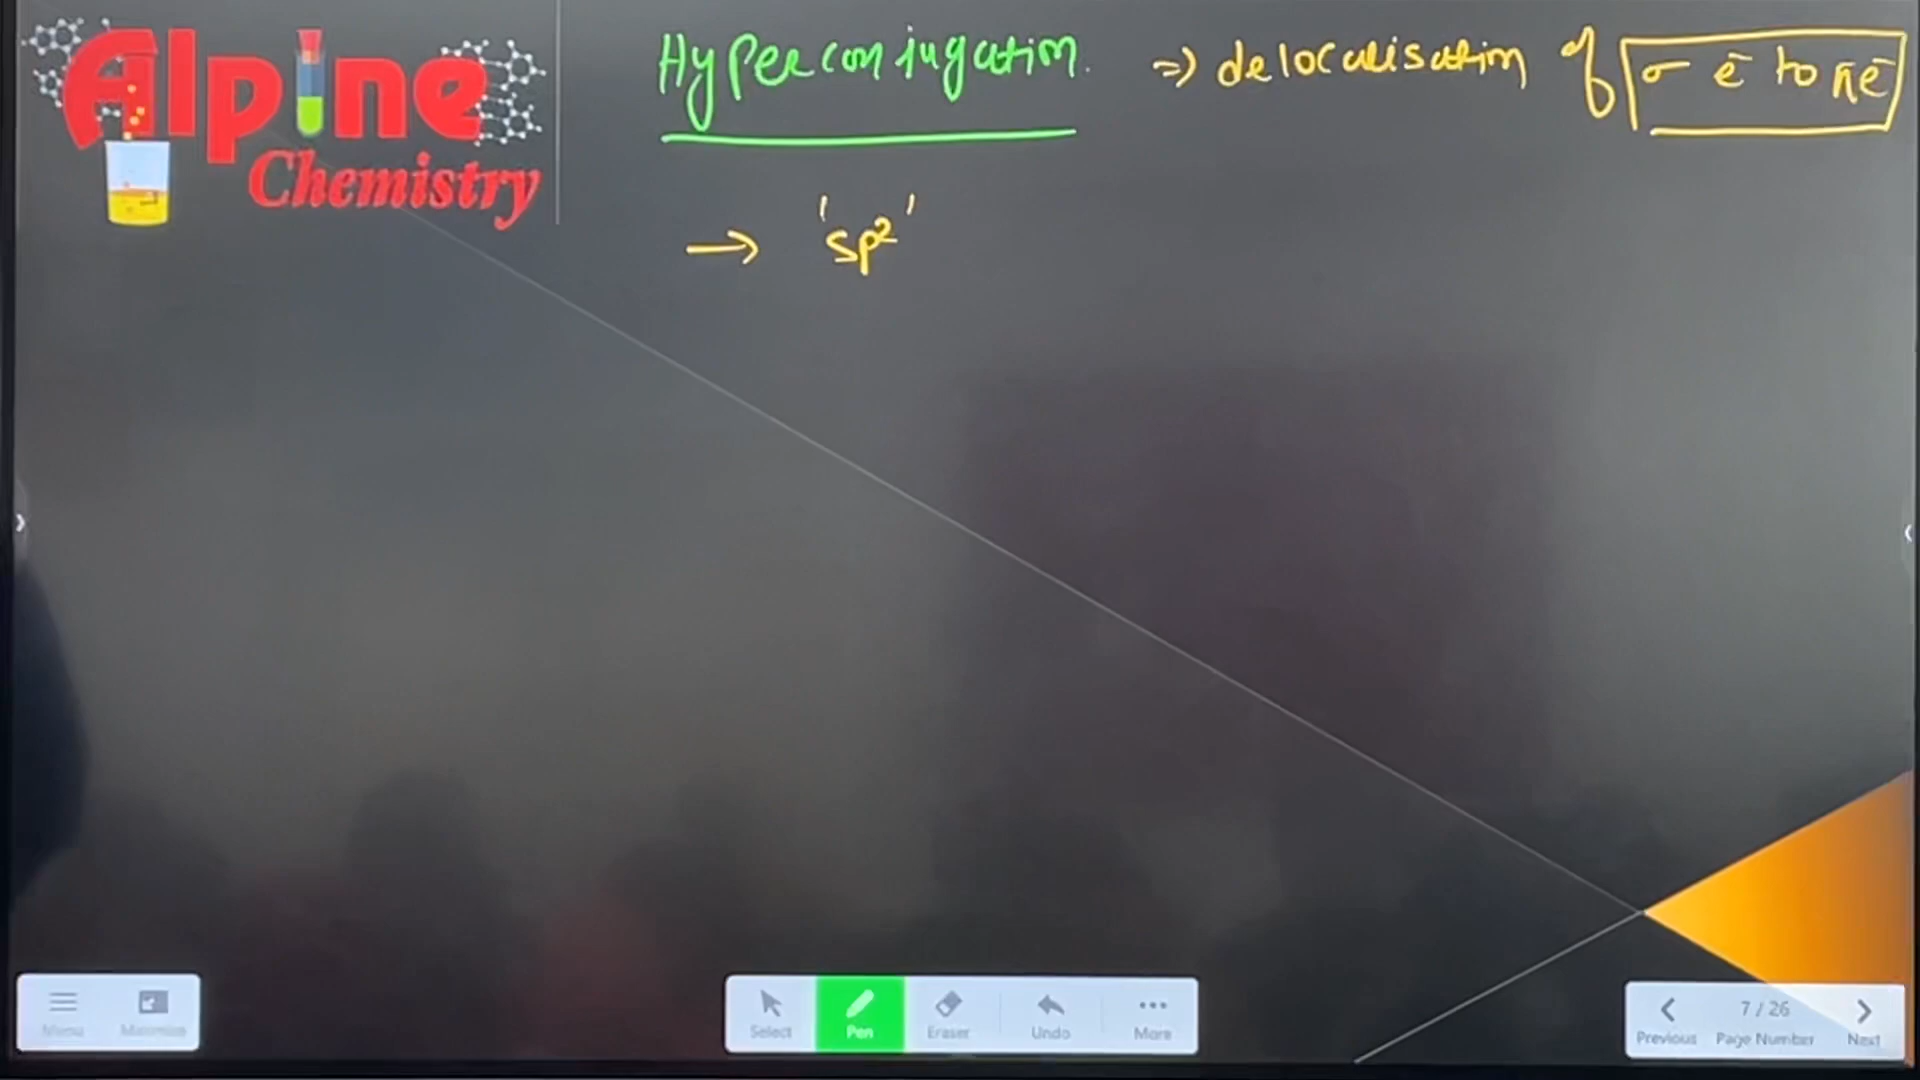 Alpine
Chemistry
Hyperconjugation. ⇒ delocalisation of σ e⁻ to π e⁻
→ 'sp²'
Menu
Maximize
Select
Pen
Eraser
Undo
More
7 / 26
Previous
Page Number
Next